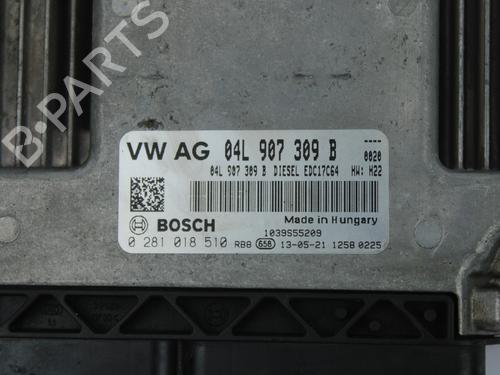 VW AG 04L 907 309 B ----
0020
04L 907 309 B DIESEL EDC17C64 HW: H22
Made in Hungary
BOSCH 1039S55209
0 281 018 510 RBB 658 13-05-21 1258 0225
B-PARTS